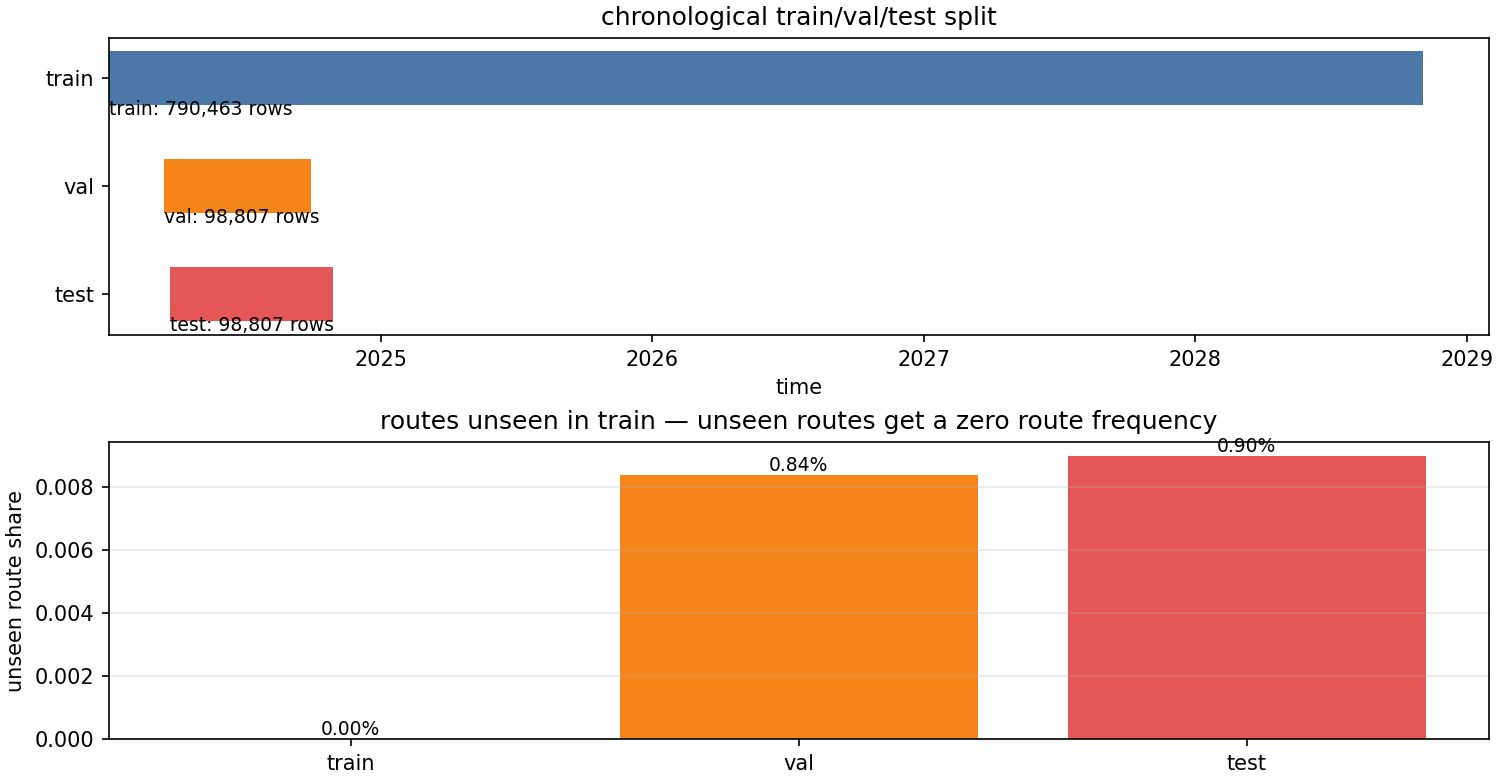 chronological train/val/test split
train
train: 790,463 rows
val
val: 98,807 rows
test
test: 98,807 rows
2025 2026 2027 2028 2029
time
routes unseen in train — unseen routes get a zero route frequency
unseen route share
0.008
0.006
0.004
0.002
0.000
0.00%
0.84%
0.90%
train val test